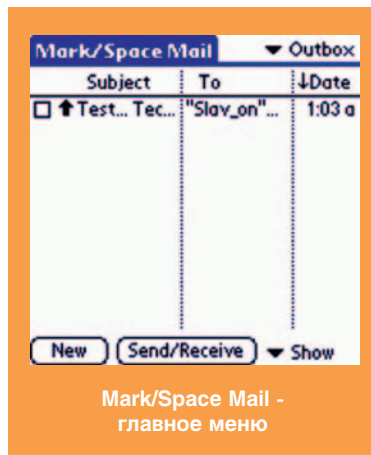 Mark/Space Mail ▼ Outbox
Subject To ↓Date
Test... Tec... "Slav_on"... 1:03 a
New Send/Receive ▼ Show
Mark/Space Mail -
главное меню